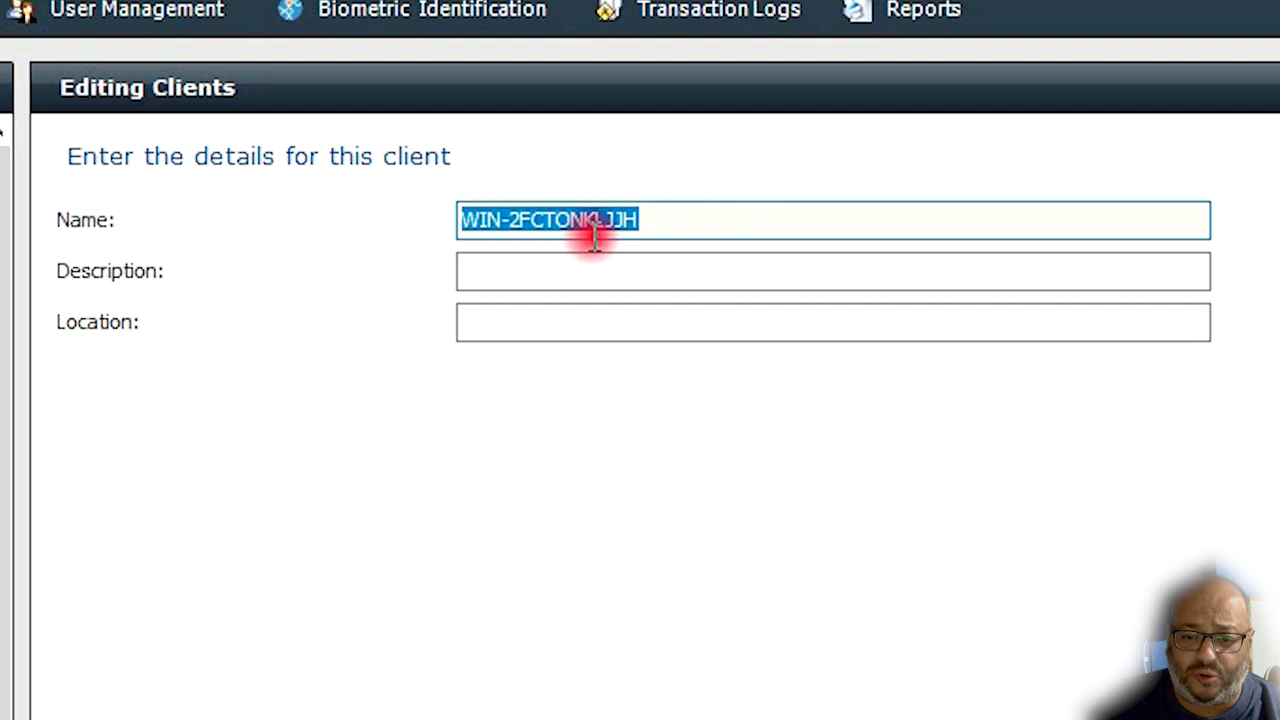 User Management Biometric Identification Transaction Logs Reports
Editing Clients
Enter the details for this client
Name: WIN-2FCTONKLJJH
Description:
Location: